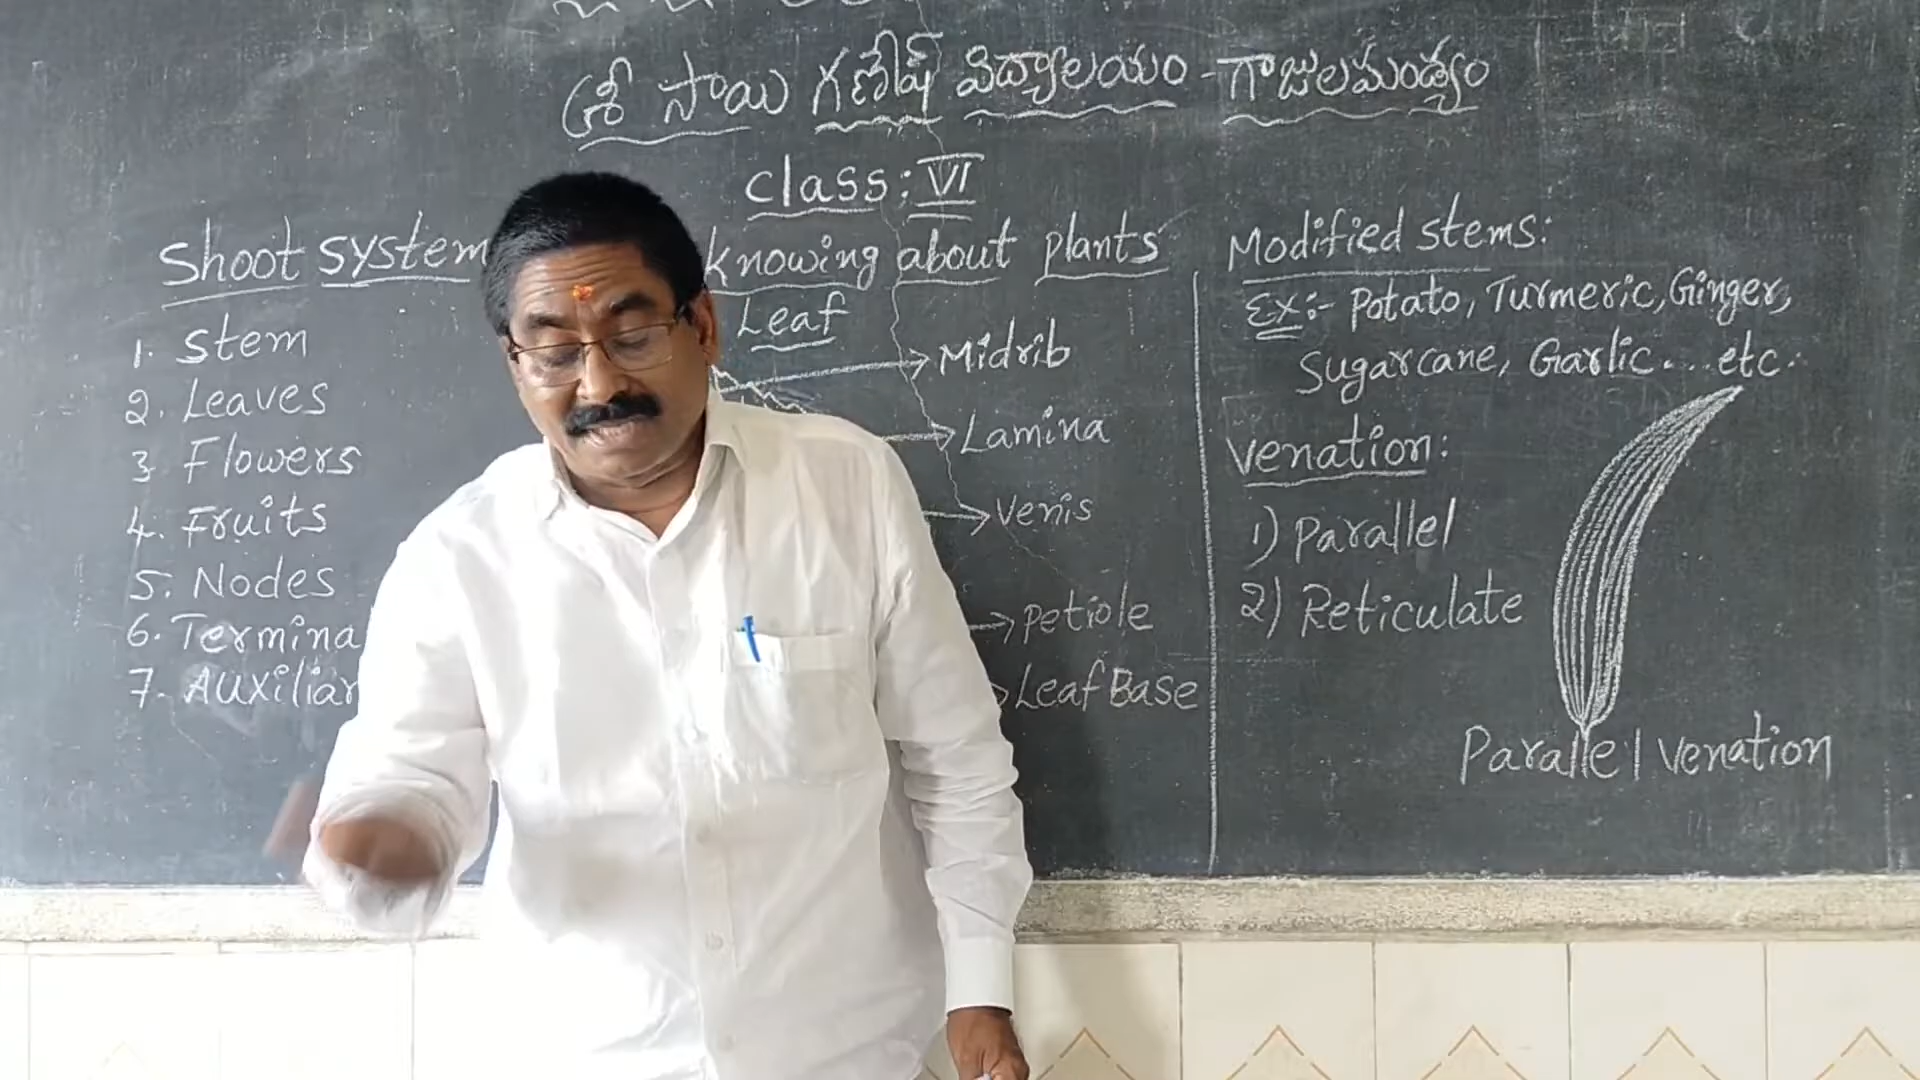 శ్రీ సాయి గణేష్ విద్యాలయం - గాజులమండ్యం
class: VI
Shoot system
knowing about plants
1. Stem
2. Leaves
3 Flowers
4. Fruits
5. Nodes
6. Termina
7. Auxiliar
Leaf
Midrib
Lamina
Venis
Petiole
Leaf Base
Modified stems:
Ex:- Potato, Turmeric, Ginger,
Sugarcane, Garlic....etc.
Venation:
1) Parallel
2) Reticulate
Parallel venation